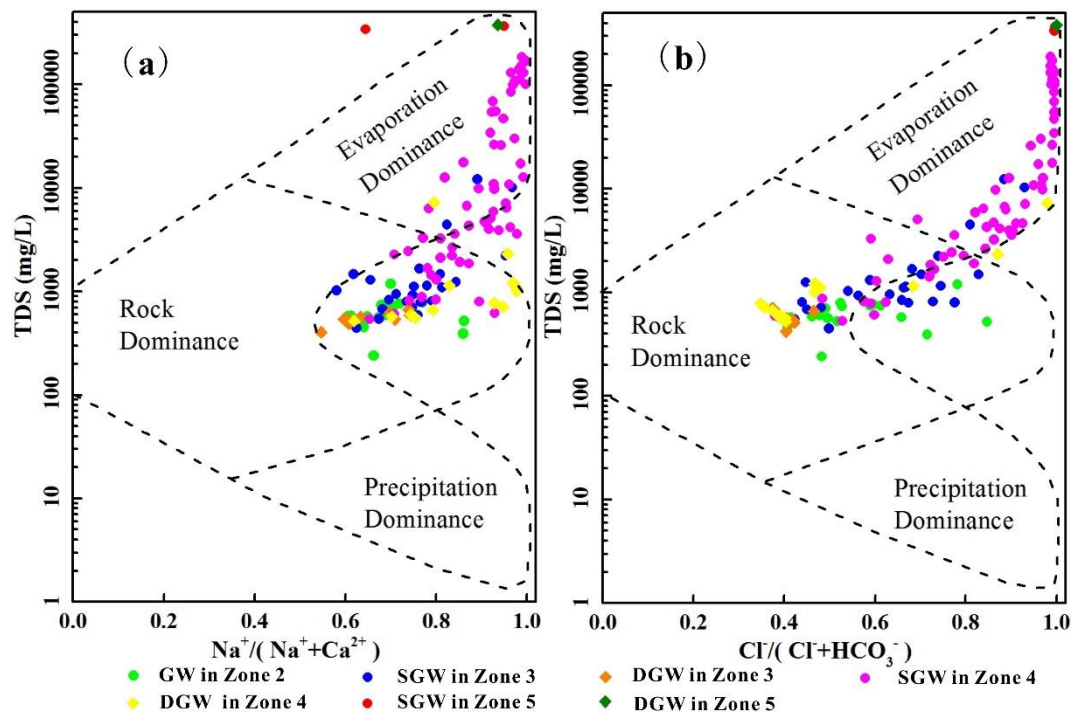 (a)
(b)
TDS (mg/L)
100000
10000
1000
100
10
1
Evaporation
Dominance
Rock
Dominance
Precipitation
Dominance
0.0 0.2 0.4 0.6 0.8 1.0
Na⁺/( Na⁺+Ca²⁺)
TDS (mg/L)
100000
10000
1000
100
10
1
Evaporation
Dominance
Rock
Dominance
Precipitation
Dominance
0.0 0.2 0.4 0.6 0.8 1.0
Cl⁻/( Cl⁻+HCO₃⁻)
GW in Zone 2 SGW in Zone 3 DGW in Zone 3 SGW in Zone 4
DGW in Zone 4 SGW in Zone 5 DGW in Zone 5